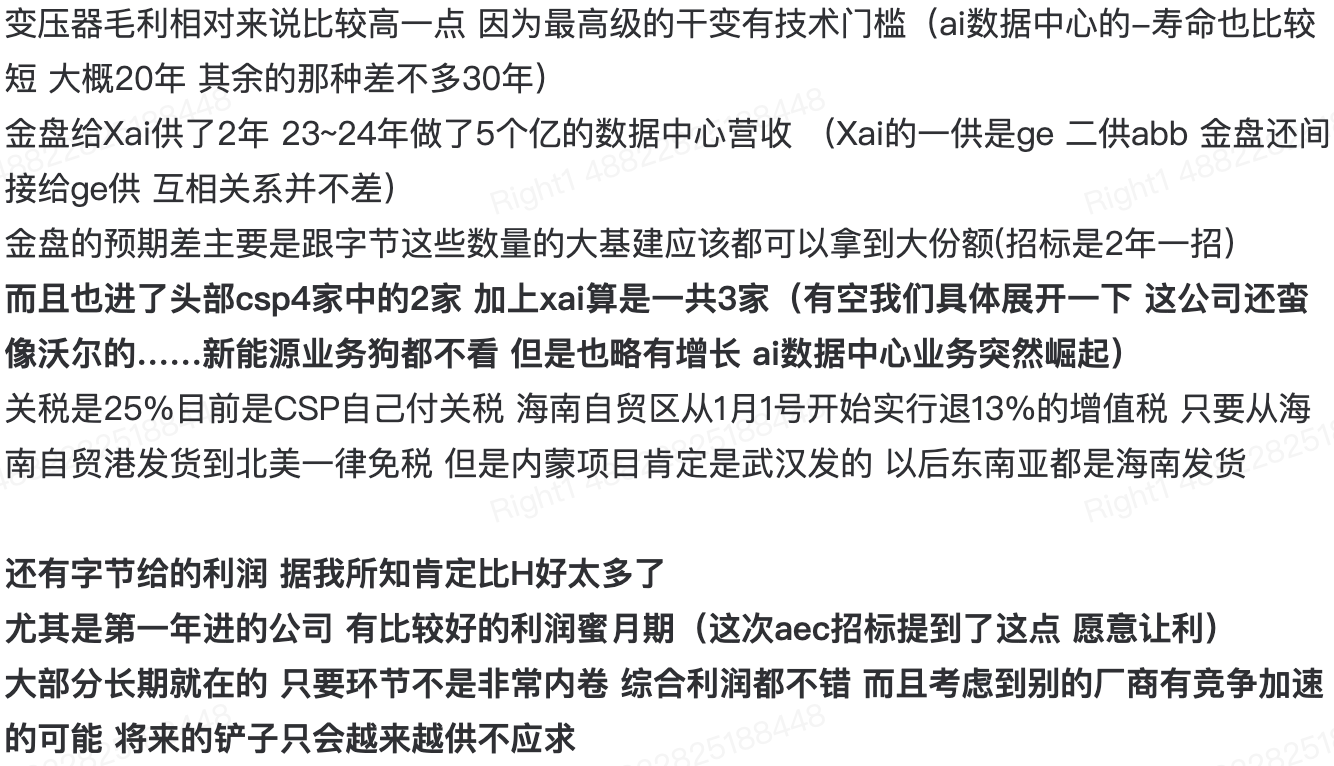 变压器毛利相对来说比较高一点 因为最高级的干变有技术门槛（ai数据中心的–寿命也比较
短 大概20年 其余的那种差不多30年）
金盘给Xai供了2年 23~24年做了5个亿的数据中心营收 （Xai的一供是ge 二供abb 金盘还间
接给ge供 互相关系并不差）
金盘的预期差主要是跟字节这些数量的大基建应该都可以拿到大份额(招标是2年一招）
而且也进了头部csp4家中的2家 加上xai算是一共3家（有空我们具体展开一下 这公司还蛮
像沃尔的……新能源业务狗都不看 但是也略有增长 ai数据中心业务突然崛起）
关税是25%目前是CSP自己付关税 海南自贸区从1月1号开始实行退13%的增值税 只要从海
南自贸港发货到北美一律免税 但是内蒙项目肯定是武汉发的 以后东南亚都是海南发货
还有字节给的利润 据我所知肯定比H好太多了
尤其是第一年进的公司 有比较好的利润蜜月期（这次aec招标提到了这点 愿意让利）
大部分长期就在的 只要环节不是非常内卷 综合利润都不错 而且考虑到别的厂商有竞争加速
的可能 将来的铲子只会越来越供不应求
Right1 488225188448